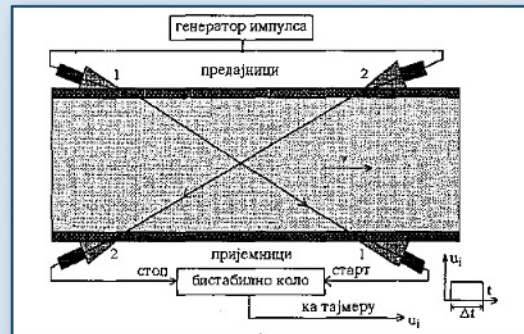 генератор импулса
1
2
предајници
v
2
пријемници
1
стоп
бистабилно коло
старт
ка тајмеру
u_i
u_i
t
Δt